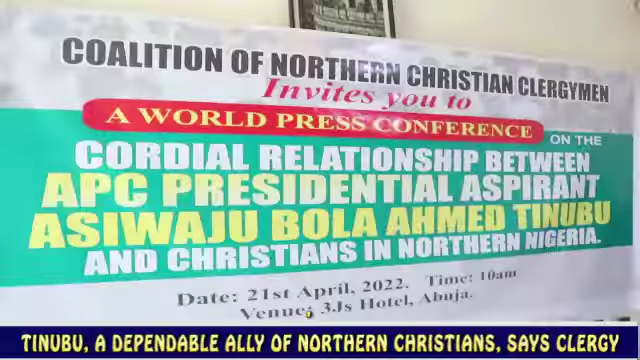 COALITION OF NORTHERN CHRISTIAN CLERGYMEN
Invites you to
A WORLD PRESS CONFERENCE
ON THE
CORDIAL RELATIONSHIP BETWEEN
APC PRESIDENTIAL ASPIRANT
ASIWAJU BOLA AHMED TINUBU
AND CHRISTIANS IN NORTHERN NIGERIA.
Date: 21st April, 2022. Time: 10am
Venue: 3Js Hotel, Abuja.
TINUBU, A DEPENDABLE ALLY OF NORTHERN CHRISTIANS, SAYS CLERGY